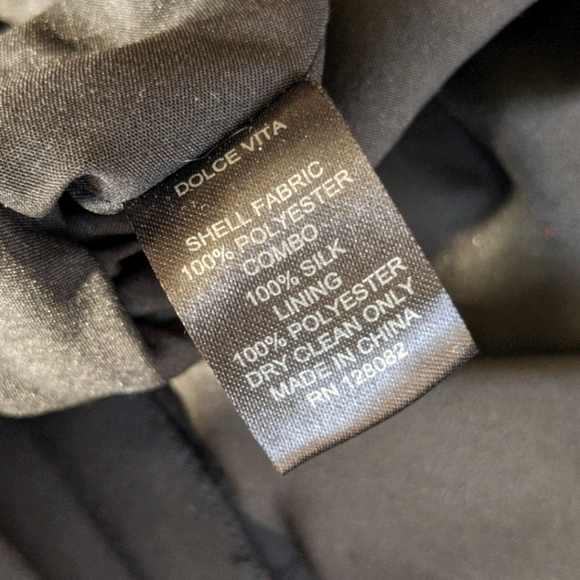 DOLCE VITA
SHELL FABRIC
100% POLYESTER
COMBO
100% SILK
LINING
100% POLYESTER
DRY CLEAN ONLY
MADE IN CHINA
RN 128082